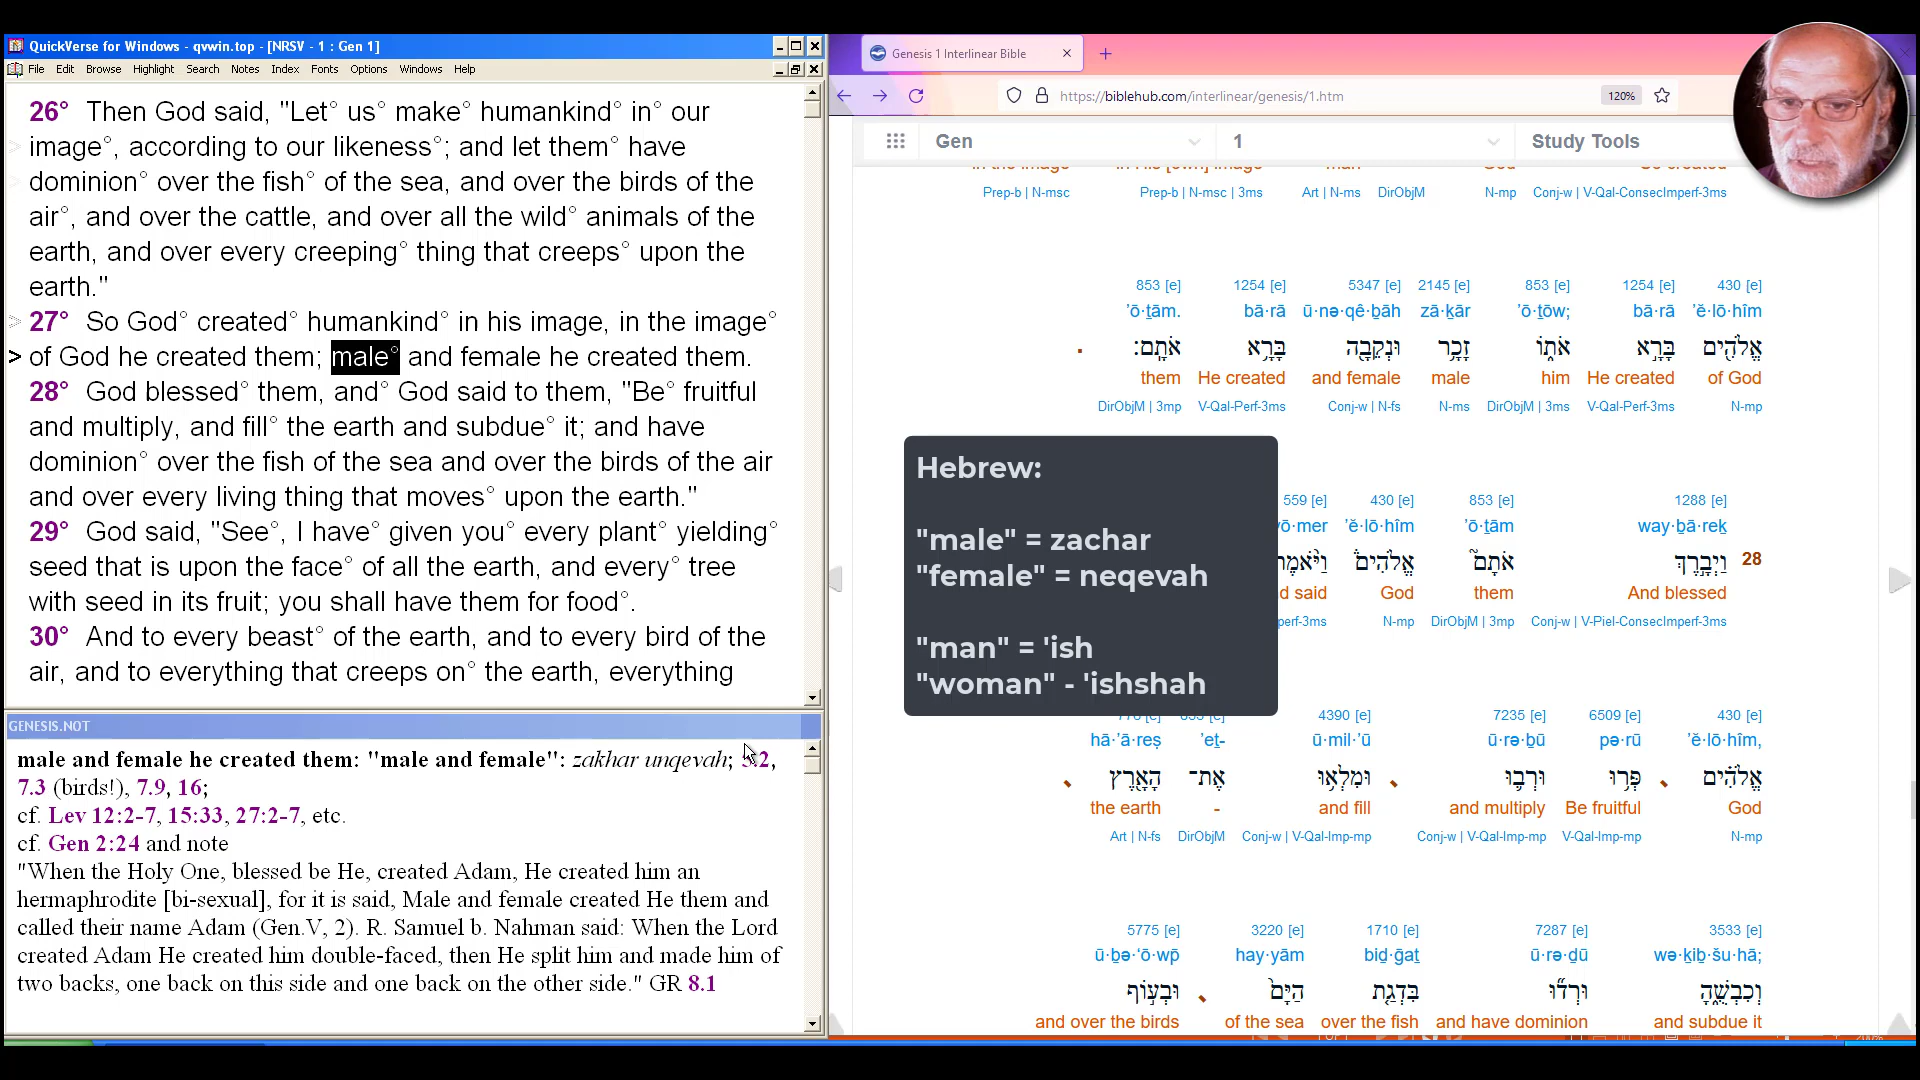 QuickVerse for Windows - qvwin.top - [NRSV - 1 : Gen 1]
File Edit Browse Highlight Search Notes Index Fonts Options Windows Help
26° Then God said, "Let° us° make° humankind° in° our
image°, according to our likeness°; and let them° have
dominion° over the fish° of the sea, and over the birds of the
air°, and over the cattle, and over all the wild° animals of the
earth, and over every creeping° thing that creeps° upon the
earth."
27° So God° created° humankind° in his image, in the image°
of God he created them; male° and female he created them.
28° God blessed° them, and° God said to them, "Be° fruitful
and multiply, and fill° the earth and subdue° it; and have
dominion° over the fish of the sea and over the birds of the air
and over every living thing that moves° upon the earth."
29° God said, "See°, I have° given you° every plant° yielding°
seed that is upon the face° of all the earth, and every° tree
with seed in its fruit; you shall have them for food°.
30° And to every beast° of the earth, and to every bird of the
air, and to everything that creeps on° the earth, everything
GENESIS.NOT
male and female he created them: "male and female": zakhar unqevah; 5.2,
7.3 (birds!), 7.9, 16;
cf. Lev 12:2-7, 15:33, 27:2-7, etc.
cf. Gen 2:24 and note
"When the Holy One, blessed be He, created Adam, He created him an
hermaphrodite [bi-sexual], for it is said, Male and female created He them and
called their name Adam (Gen.V, 2). R. Samuel b. Nahman said: When the Lord
created Adam He created him double-faced, then He split him and made him of
two backs, one back on this side and one back on the other side." GR 8.1
Genesis 1 Interlinear Bible
https://biblehub.com/interlinear/genesis/1.htm 120%
Gen 1 Study Tools
Prep-b | N-msc Prep-b | N-msc | 3ms Art | N-ms DirObjM N-mp Conj-w | V-Qal-ConsecImperf-3ms
853 [e] 1254 [e] 5347 [e] 2145 [e] 853 [e] 1254 [e] 430 [e]
’ō·ṯām. bā·rā ū·nə·qê·ḇāh zā·ḵār ’ō·ṯōw; bā·rā ’ĕ·lō·hîm
אֱלֹהִ֖ים בָּרָ֣א אֹת֑וֹ זָכָ֥ר וּנְקֵבָ֖ה בָּרָ֥א אֹתָֽם׃
them He created and female male him He created of God
DirObjM | 3mp V-Qal-Perf-3ms Conj-w | N-fs N-ms DirObjM | 3ms V-Qal-Perf-3ms N-mp
Hebrew:
"male" = zachar
"female" = neqevah
"man" = 'ish
"woman" - 'ishshah
559 [e] 430 [e] 853 [e] 1288 [e]
mer ’ĕ·lō·hîm ’ō·ṯām way·ḇā·reḵ
28 וַיְבָ֣רֶךְ אֹתָם֮ אֱלֹהִים֒ וַיֹּ֨אמֶר
d said God them And blessed
perf-3ms N-mp DirObjM | 3mp Conj-w | V-Piel-ConsecImperf-3ms
4390 [e] 7235 [e] 6509 [e] 430 [e]
hā·’ā·reṣ ’eṯ- ū·mil·’ū ū·rə·ḇū pə·rū ’ĕ·lō·hîm,
אֱלֹהִ֗ים פְּר֥וּ וּרְב֛וּ וּמִלְא֥וּ אֶת־ הָאָ֖רֶץ
the earth - and fill and multiply Be fruitful God
Art | N-fs DirObjM Conj-w | V-Qal-Imp-mp Conj-w | V-Qal-Imp-mp V-Qal-Imp-mp N-mp
5775 [e] 3220 [e] 1710 [e] 7287 [e] 3533 [e]
ū·ḇə·‘ō·wp̄ hay·yām biḏ·ḡaṯ ū·rə·ḏū wə·ḵiḇ·šu·hā;
וְכִבְשֻׁ֑הָ וּרְד֞וּ בִּדְגַ֤ת הַיָּם֙ וּבְע֣וֹף
and over the birds of the sea over the fish and have dominion and subdue it